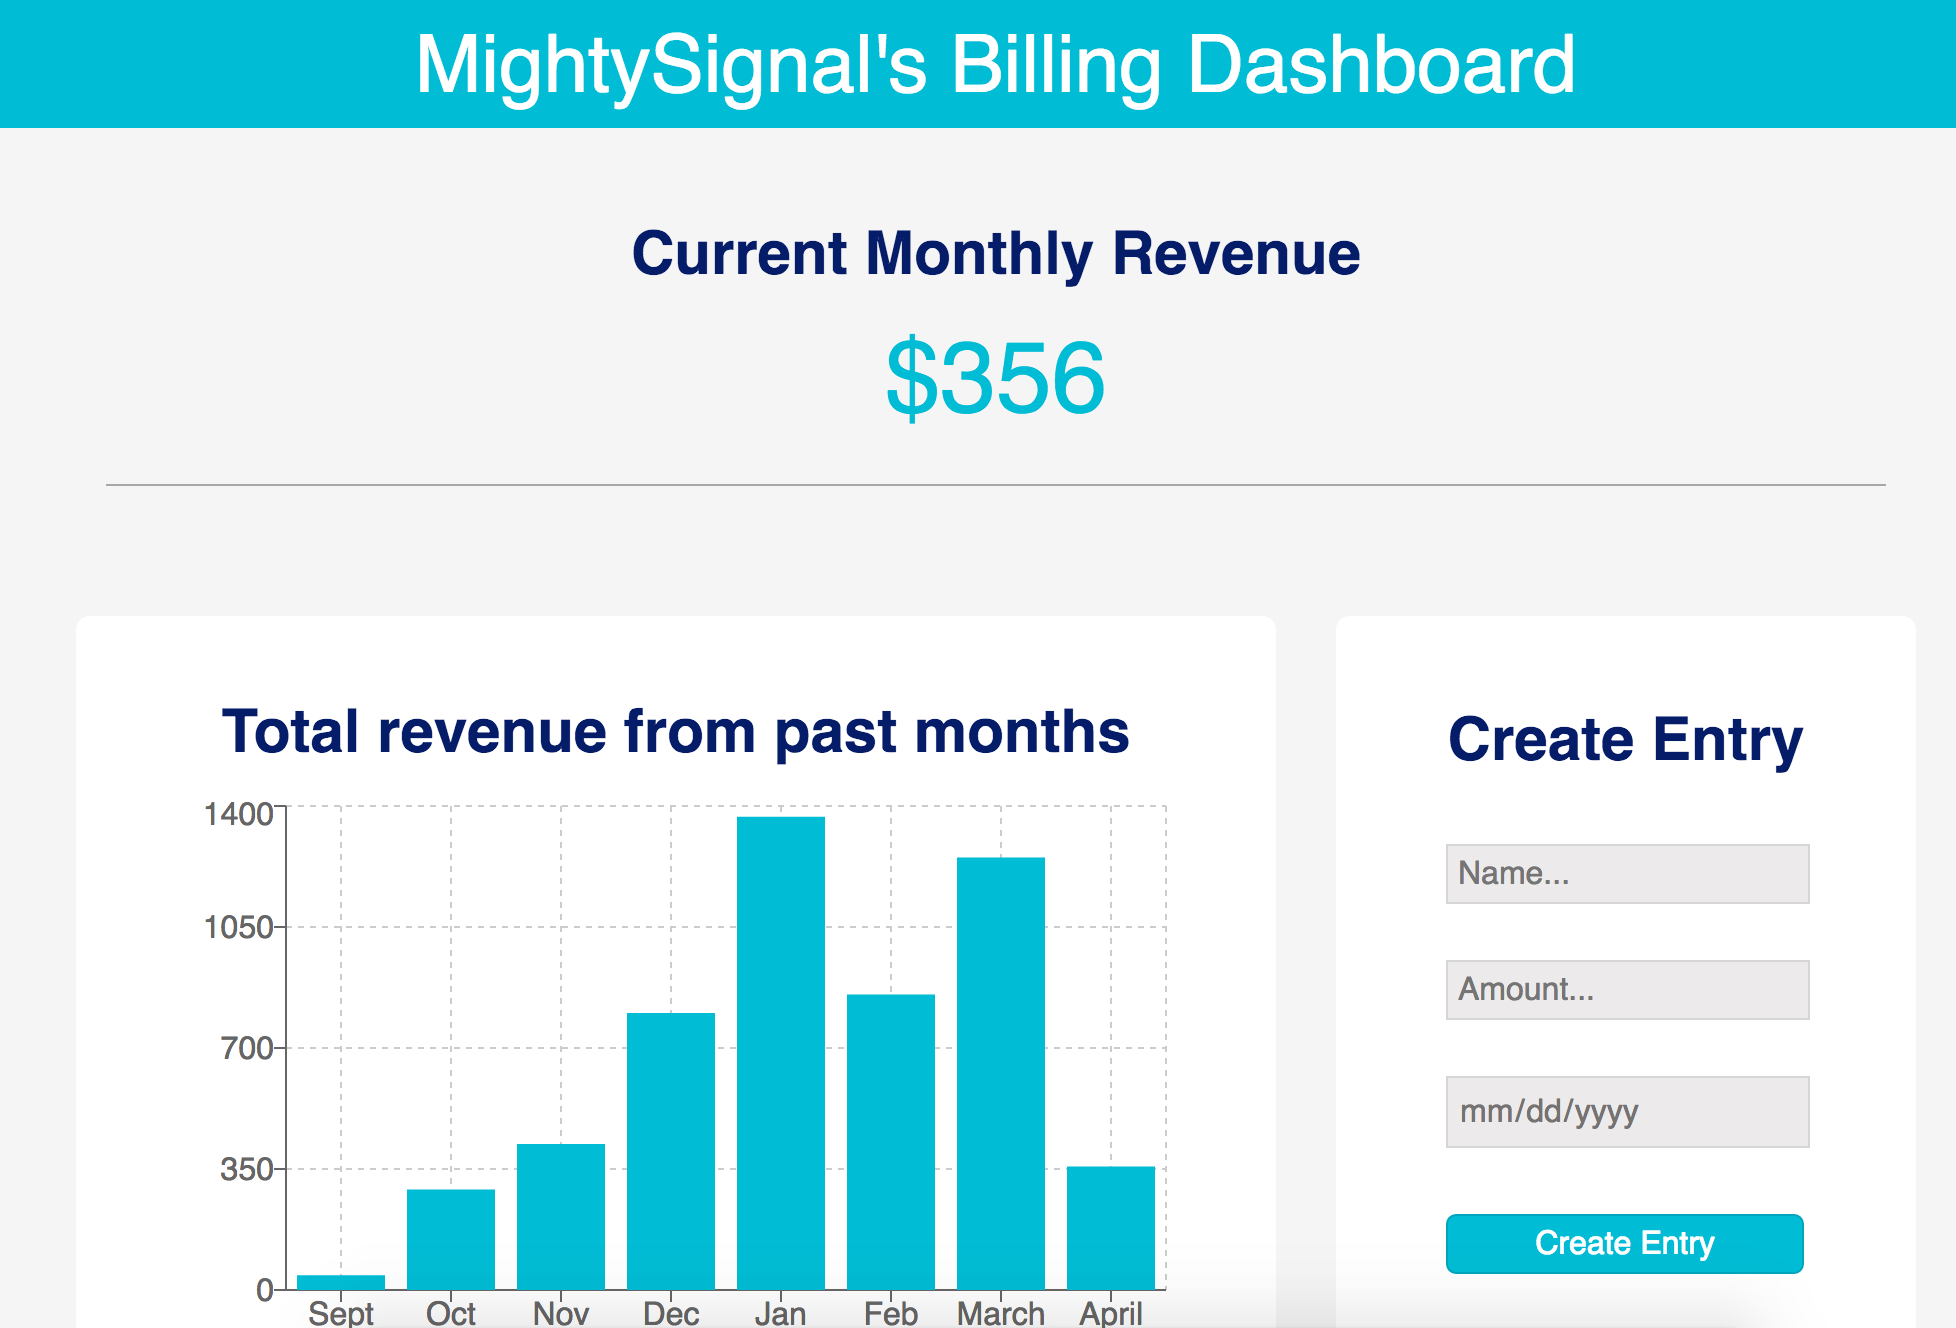 MightySignal's Billing Dashboard
Current Monthly Revenue
$356
Total revenue from past months
1400
1050
700
350
0
Sept Oct Nov Dec Jan Feb March April
Create Entry
Name...
Amount...
mm/dd/yyyy
Create Entry